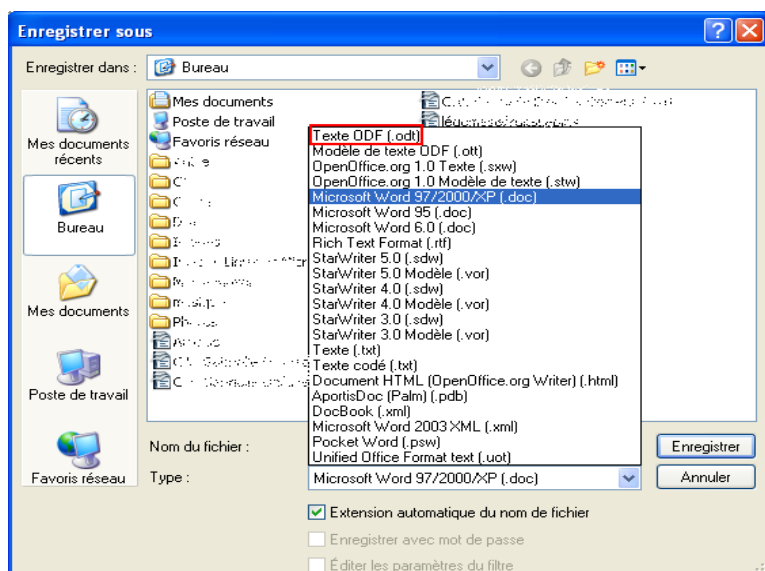 Enregistrer sous
Enregistrer dans :
Bureau
Mes documents récents
Bureau
Mes documents
Poste de travail
Favoris réseau
Mes documents
Poste de travail
Favoris réseau
Texte ODF (.odt)
Modèle de texte ODF (.ott)
OpenOffice.org 1.0 Texte (.sxw)
OpenOffice.org 1.0 Modèle de texte (.stw)
Microsoft Word 97/2000/XP (.doc)
Microsoft Word 95 (.doc)
Microsoft Word 6.0 (.doc)
Rich Text Format (.rtf)
StarWriter 5.0 (.sdw)
StarWriter 5.0 Modèle (.vor)
StarWriter 4.0 (.sdw)
StarWriter 4.0 Modèle (.vor)
StarWriter 3.0 (.sdw)
StarWriter 3.0 Modèle (.vor)
Texte (.txt)
Texte codé (.txt)
Document HTML (OpenOffice.org Writer) (.html)
AportisDoc (Palm) (.pdb)
DocBook (.xml)
Microsoft Word 2003 XML (.xml)
Pocket Word (.psw)
Unified Office Format text (.uot)
Nom du fichier :
Enregistrer
Type :
Microsoft Word 97/2000/XP (.doc)
Annuler
Extension automatique du nom de fichier
Enregistrer avec mot de passe
Éditer les paramètres du filtre